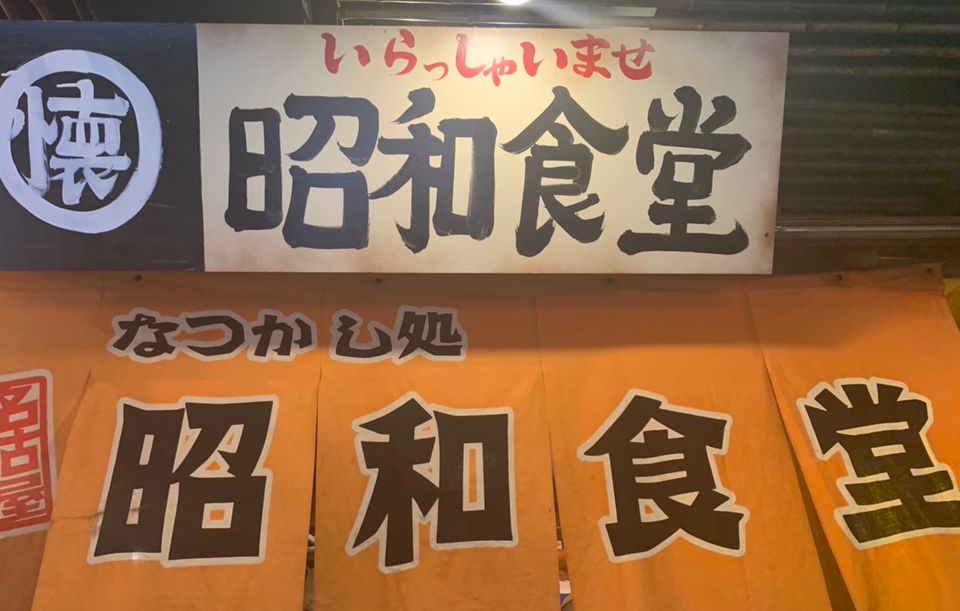 いらっしゃいませ
懐
昭和食堂
なつかし処
名古屋
昭和食堂